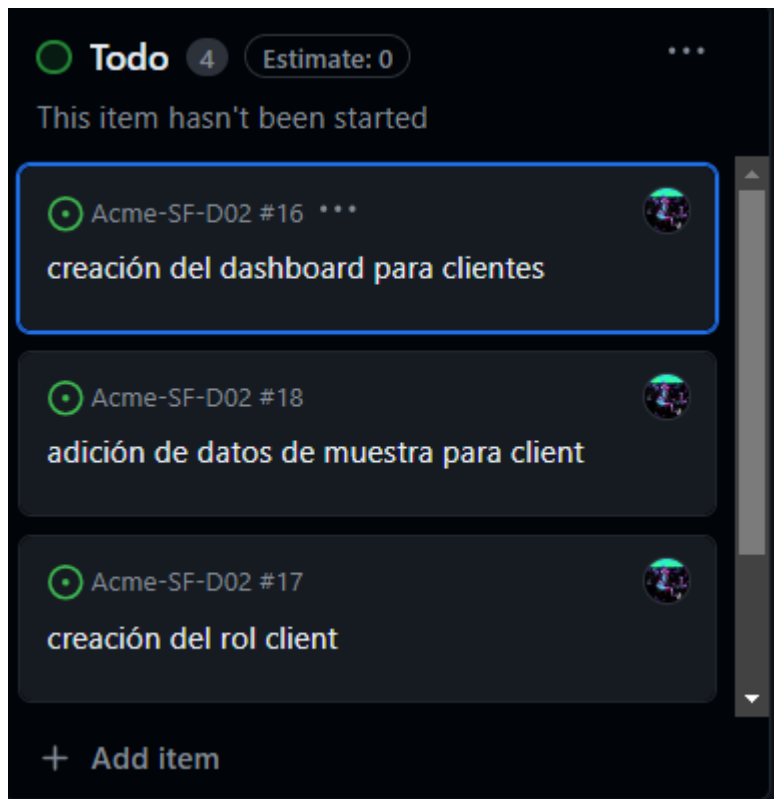 Todo 4 Estimate: 0
This item hasn't been started
Acme-SF-D02 #16
creación del dashboard para clientes
Acme-SF-D02 #18
adición de datos de muestra para client
Acme-SF-D02 #17
creación del rol client
+ Add item